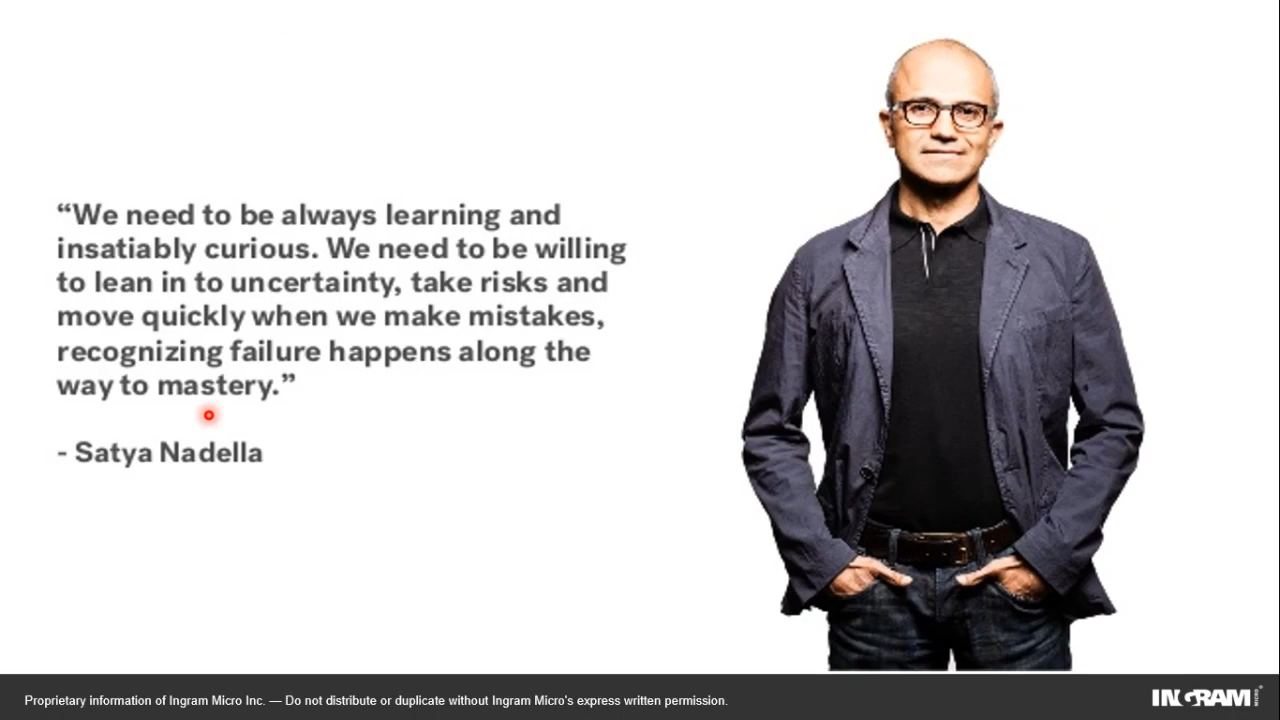 “We need to be always learning and
insatiably curious. We need to be willing
to lean in to uncertainty, take risks and
move quickly when we make mistakes,
recognizing failure happens along the
way to mastery.”
- Satya Nadella
Proprietary information of Ingram Micro Inc. — Do not distribute or duplicate without Ingram Micro's express written permission.
INGRAM MICRO®